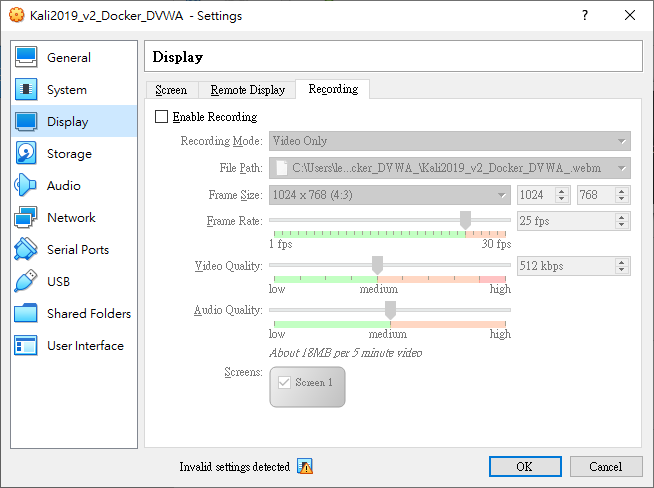 Kali2019_v2_Docker_DVWA_ - Settings
General
System
Display
Storage
Audio
Network
Serial Ports
USB
Shared Folders
User Interface
Display
Screen
Remote Display
Recording
Enable Recording
Recording Mode: Video Only
File Path: C:\Users\le...cker_DVWA_\Kali2019_v2_Docker_DVWA_.webm
Frame Size: 1024 x 768 (4:3) 1024 768
Frame Rate: 25 fps
1 fps 30 fps
Video Quality: 512 kbps
low medium high
Audio Quality:
low medium high
About 18MB per 5 minute video
Screens: Screen 1
Invalid settings detected
OK
Cancel